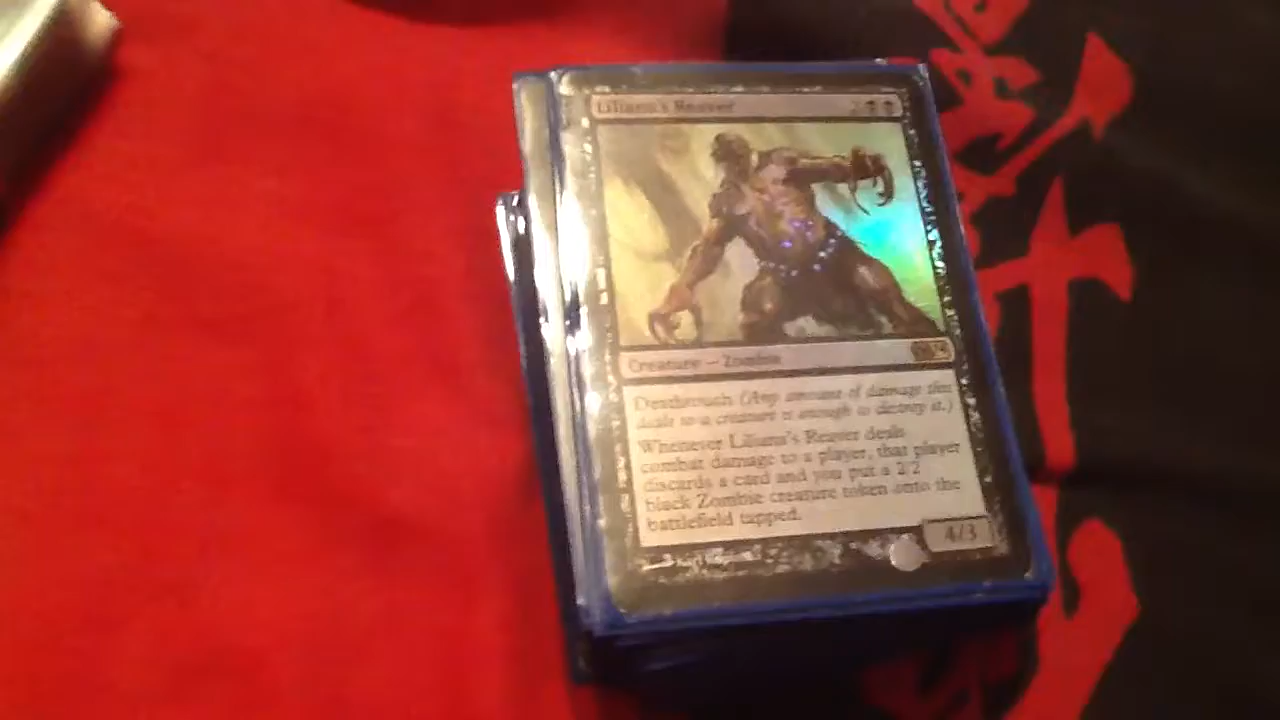 Liliana's Reaver 2
Creature — Zombie
Deathtouch (Any amount of damage this
deals to a creature is enough to destroy it.)
Whenever Liliana's Reaver deals
combat damage to a player, that player
discards a card and you put a 2/2
black Zombie creature token onto the
battlefield tapped.
4/3